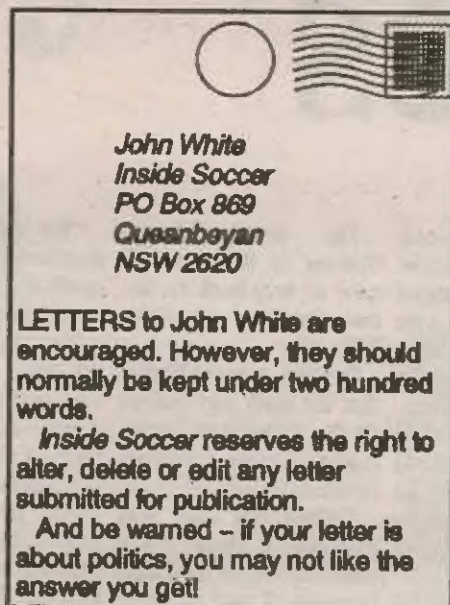 John White
Inside Soccer
PO Box 869
Queanbeyan
NSW 2620
LETTERS to John White are
encouraged. However, they should
normally be kept under two hundred
words.
Inside Soccer reserves the right to
alter, delete or edit any letter
submitted for publication.
And be warned – if your letter is
about politics, you may not like the
answer you get!